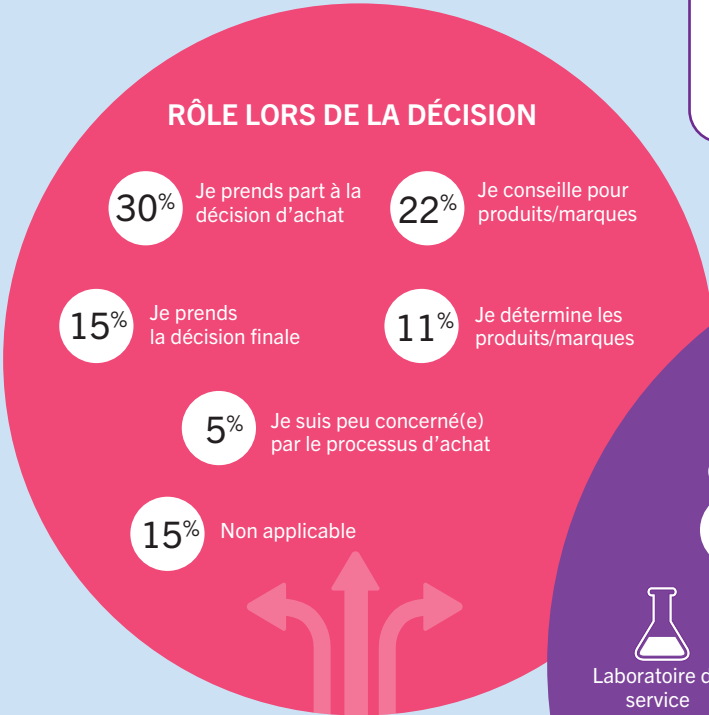 RÔLE LORS DE LA DÉCISION
30%
Je prends part à la
décision d'achat
22%
Je conseille pour
produits/marques
15%
Je prends
la décision finale
11%
Je détermine les
produits/marques
5%
Je suis peu concerné(e)
par le processus d'achat
15%
Non applicable
Laboratoire
service